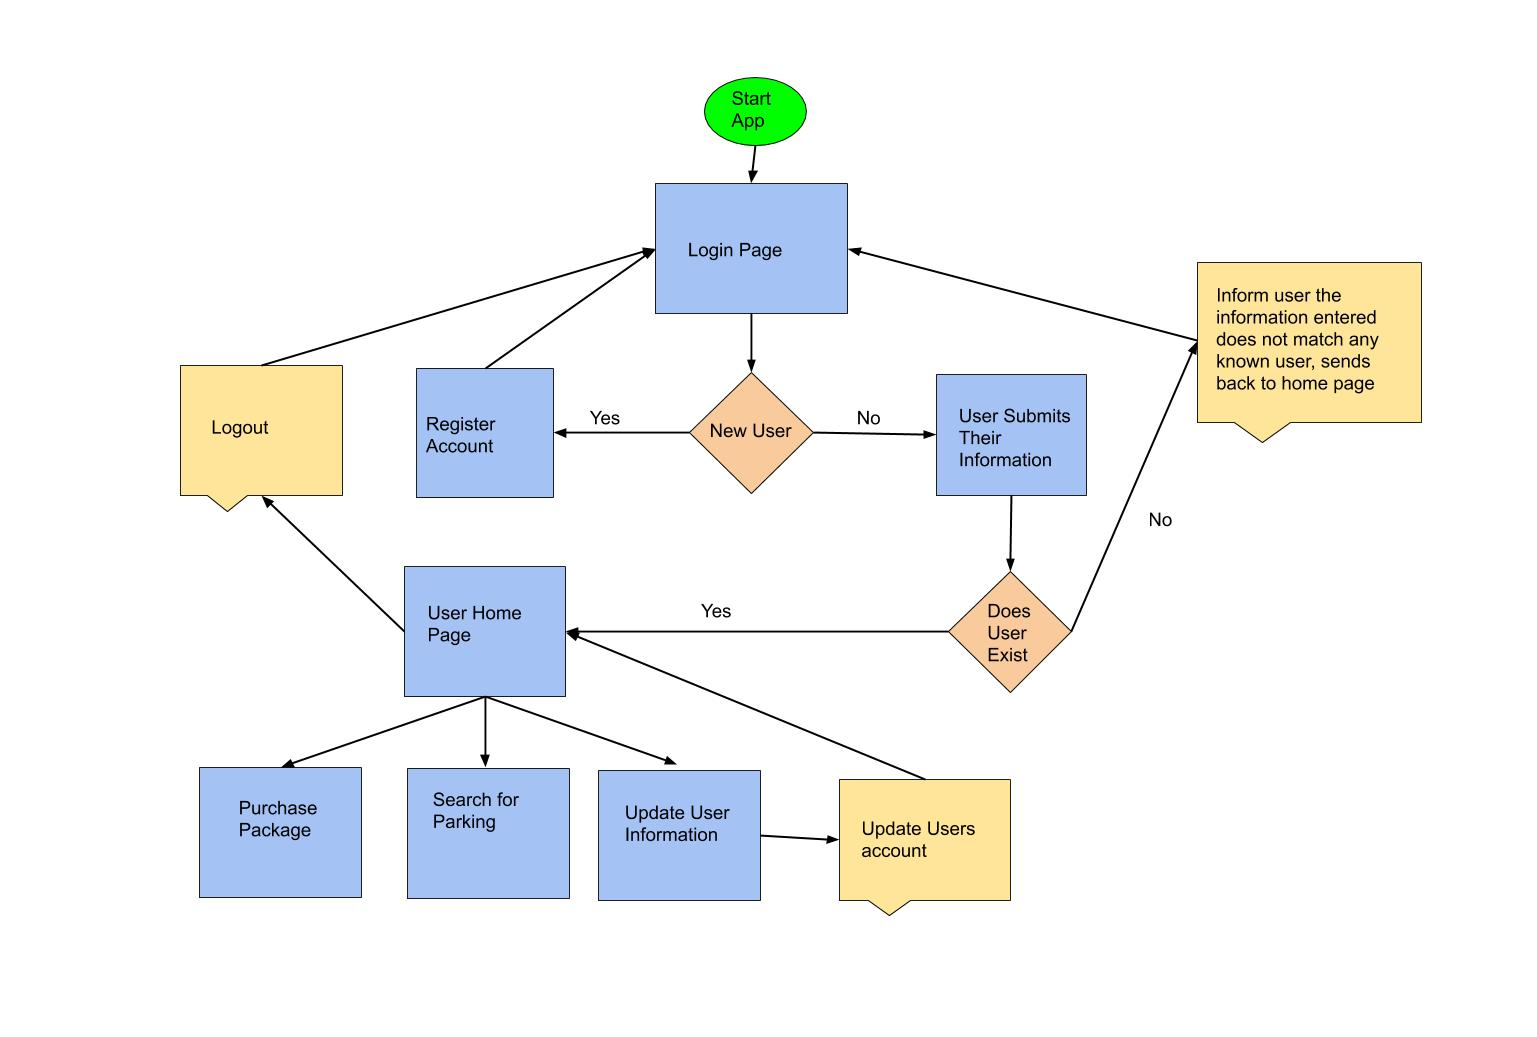 Start
App
Login Page
Inform user the
information entered
does not match any
known user, sends
back to home page
Logout
Register
Account
Yes
New User
No
User Submits
Their
Information
No
User Home
Page
Yes
Does
User
Exist
Purchase
Package
Search for
Parking
Update User
Information
Update Users
account